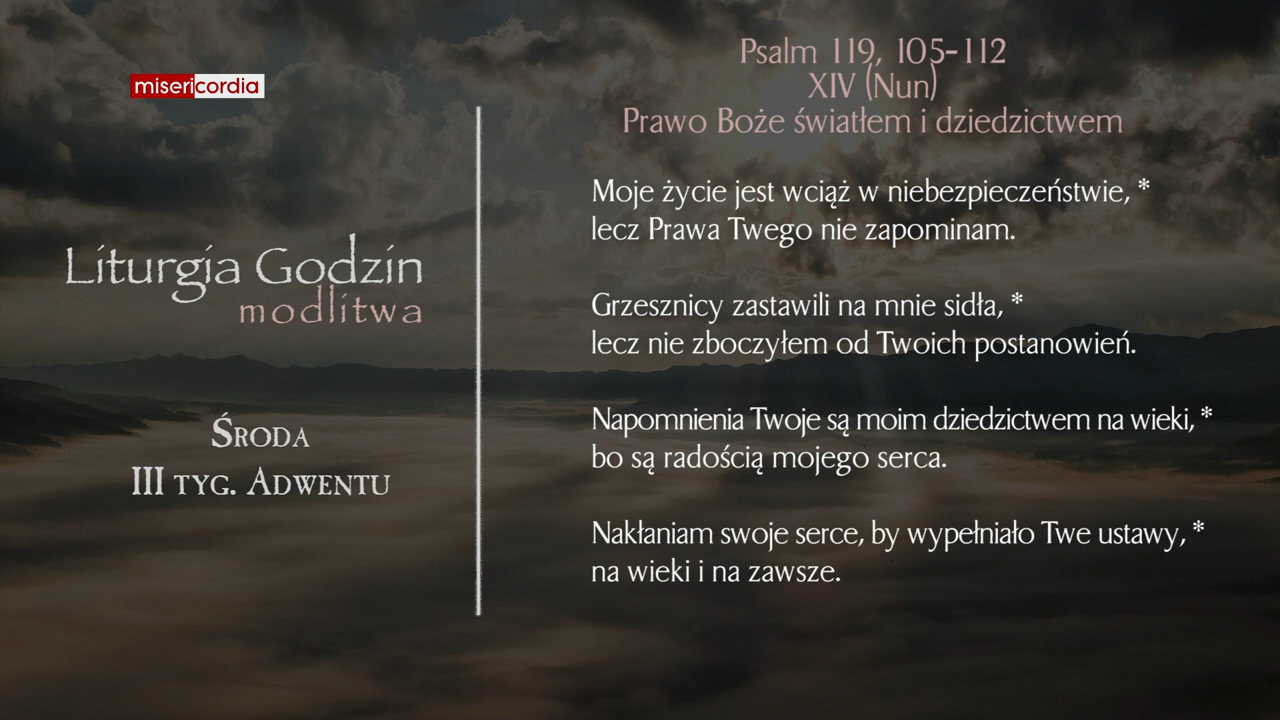 misericordia
Liturgia Godzin
modlitwa
Środa
III tyg. Adwentu
Psalm 119, 105-112
XIV (Nun)
Prawo Boże światłem i dziedzictwem
Moje życie jest wciąż w niebezpieczeństwie, *
lecz Prawa Twego nie zapominam.
Grzesznicy zastawili na mnie sidła, *
lecz nie zboczyłem od Twoich postanowień.
Napomnienia Twoje są moim dziedzictwem na wieki, *
bo są radością mojego serca.
Nakłaniam swoje serce, by wypełniało Twe ustawy, *
na wieki i na zawsze.